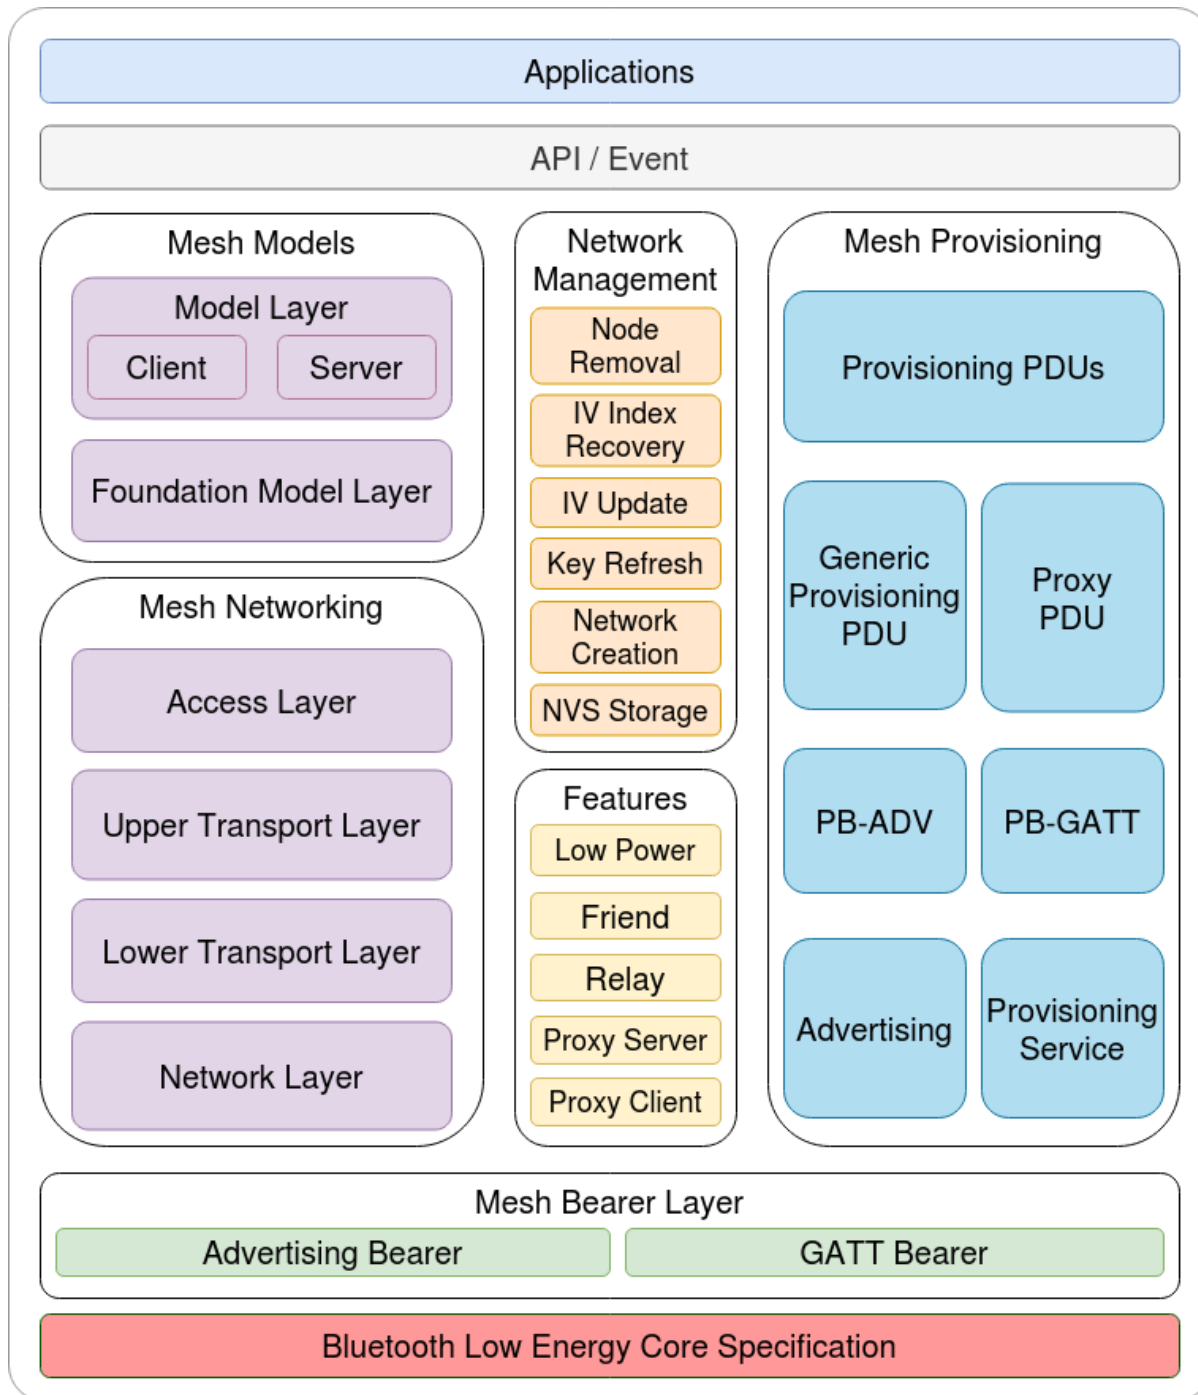 Applications
API / Event
Mesh Models
Model Layer
Client
Server
Foundation Model Layer
Mesh Networking
Access Layer
Upper Transport Layer
Lower Transport Layer
Network Layer
Network
Management
Node
Removal
IV Index
Recovery
IV Update
Key Refresh
Network
Creation
NVS Storage
Features
Low Power
Friend
Relay
Proxy Server
Proxy Client
Mesh Provisioning
Provisioning PDUs
Generic
Provisioning
PDU
Proxy
PDU
PB-ADV
PB-GATT
Advertising
Provisioning
Service
Mesh Bearer Layer
Advertising Bearer
GATT Bearer
Bluetooth Low Energy Core Specification